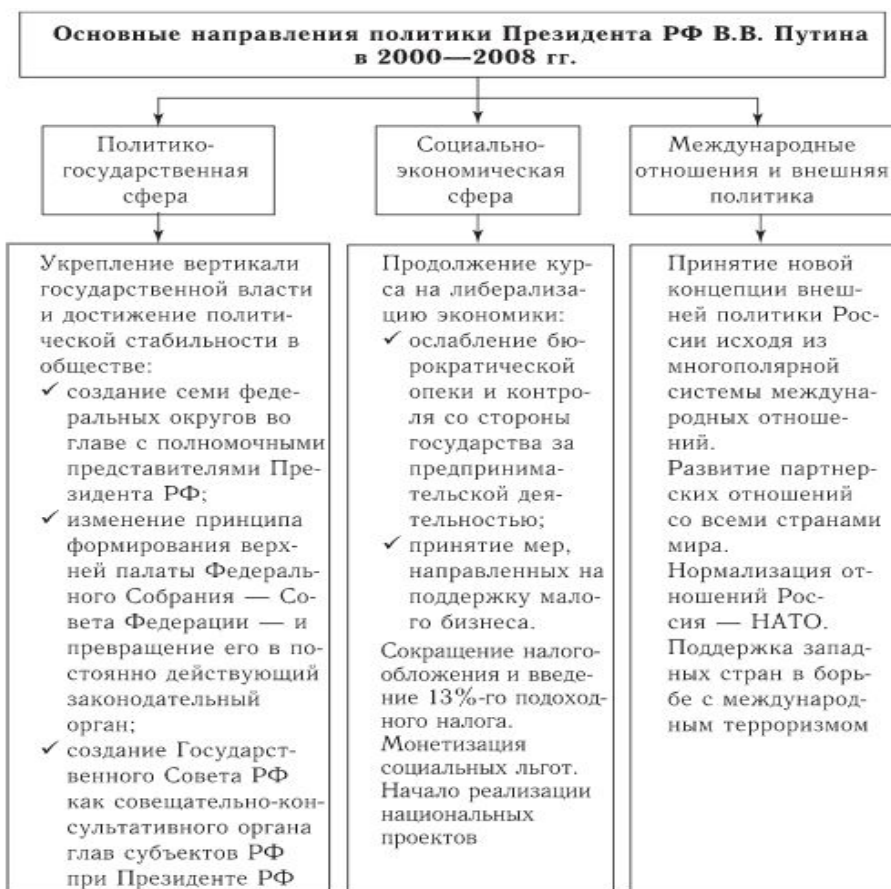 Основные направления политики Президента РФ В.В. Путина
в 2000—2008 гг.
Политико-
государственная
сфера
Социально-
экономическая
сфера
Международные
отношения и внешняя
политика
Укрепление вертикали
государственной власти
и достижение полити-
ческой стабильности в
обществе:
✓ создание семи феде-
ральных округов во
главе с полномочными
представителями Пре-
зидента РФ;
✓ изменение принципа
формирования верх-
ней палаты Федераль-
ного Собрания — Со-
вета Федерации — и
превращение его в по-
стоянно действующий
законодательный
орган;
✓ создание Государст-
венного Совета РФ
как совещательно-кон-
сультативного органа
глав субъектов РФ
при Президенте РФ
Продолжение кур-
са на либерализа-
цию экономики:
✓ ослабление бю-
рократической
опеки и контро-
ля со стороны
государства за
предпринима-
тельской дея-
тельностью;
✓ принятие мер,
направленных на
поддержку мало-
го бизнеса.
Сокращение налого-
обложения и введе-
ние 13%-го подоход-
ного налога.
Монетизация
социальных льгот.
Начало реализации
национальных
проектов
Принятие новой
концепции внеш-
ней политики Рос-
сии исходя из
многополярной
системы междуна-
родных отноше-
ний.
Развитие партнер-
ских отношений
со всеми странами
мира.
Нормализация от-
ношений Рос-
сия — НАТО.
Поддержка запад-
ных стран в борь-
бе с международ-
ным терроризмом